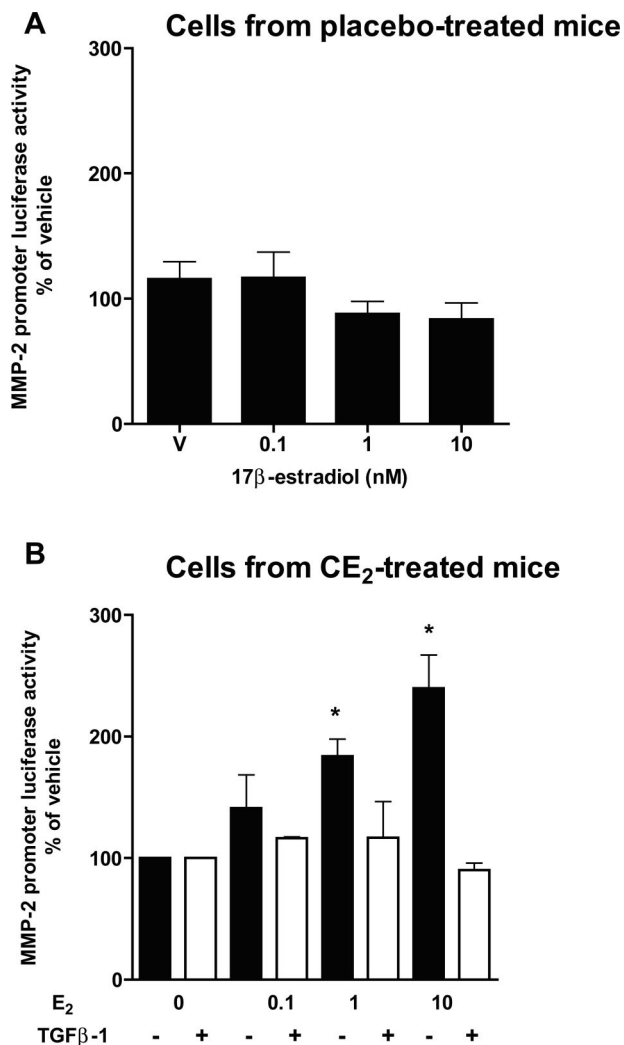 A
Cells from placebo-treated mice
MMP-2 promoter luciferase activity
% of vehicle
300
200
100
0
V 0.1 1 10
17β-estradiol (nM)
B
Cells from CE₂-treated mice
MMP-2 promoter luciferase activity
% of vehicle
300
200
100
0
* *
E₂ 0 0.1 1 10
TGFβ-1 - + - + - + - +